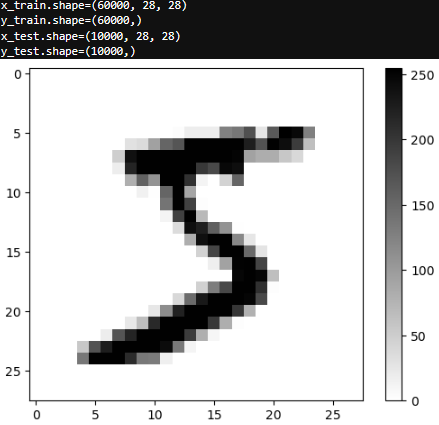 x_train.shape=(60000, 28, 28)
y_train.shape=(60000,)
x_test.shape=(10000, 28, 28)
y_test.shape=(10000,)
0
5
10
15
20
25
0 5 10 15 20 25
250
200
150
100
50
0
5